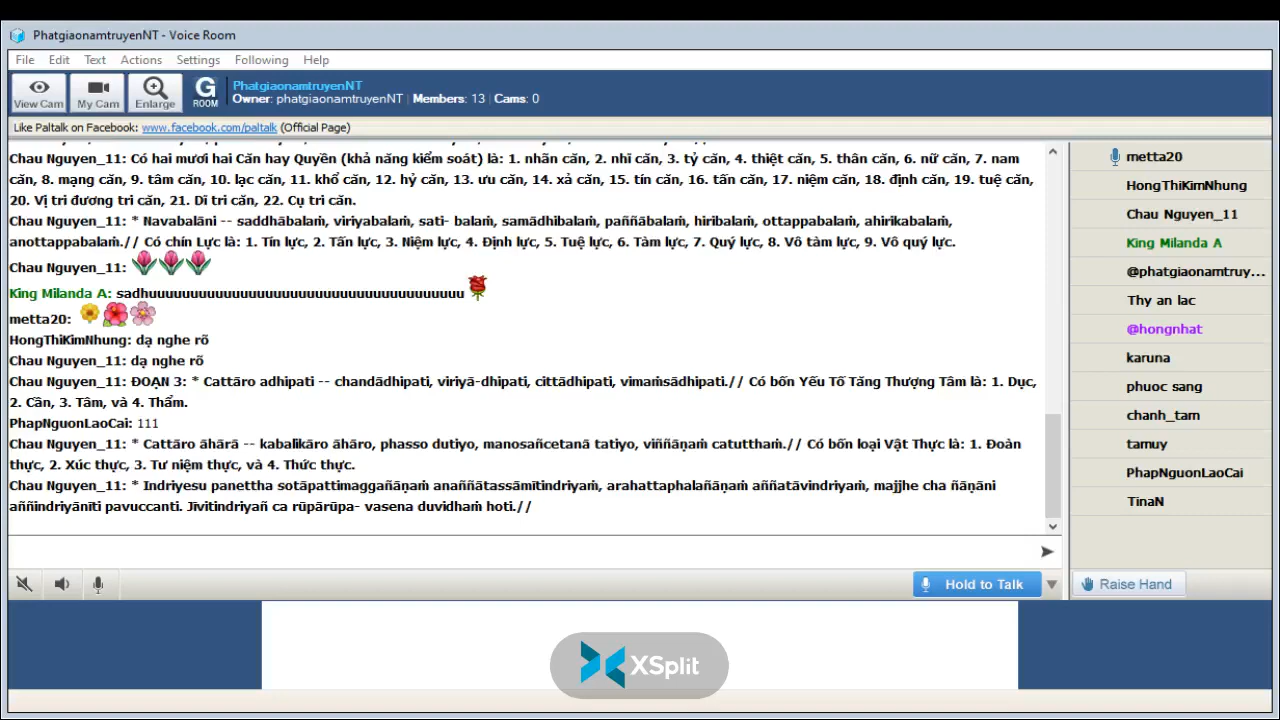 PhatgiaonamtruyenNT - Voice Room
File Edit Text Actions Settings Following Help
View Cam
My Cam
Enlarge
G ROOM
PhatgiaonamtruyenNT
Owner: phatgiaonamtruyenNT | Members: 13 | Cams: 0
Like Paltalk on Facebook: www.facebook.com/paltalk (Official Page)
Chau Nguyen_11: Có hai mươi hai Căn hay Quyền (khả năng kiểm soát) là: 1. nhãn căn, 2. nhĩ căn, 3. tỷ căn, 4. thiệt căn, 5. thân căn, 6. nữ căn, 7. nam
căn, 8. mạng căn, 9. tâm căn, 10. lạc căn, 11. khổ căn, 12. hỷ căn, 13. ưu căn, 14. xả căn, 15. tín căn, 16. tấn căn, 17. niệm căn, 18. định căn, 19. tuệ căn,
20. Vị tri đương tri căn, 21. Dĩ tri căn, 22. Cụ tri căn.
Chau Nguyen_11: * Navabalāni -- saddhābalaṁ, viriyabalaṁ, sati- balaṁ, samādhibalaṁ, paññābalaṁ, hiribalaṁ, ottappabalaṁ, ahirikabalaṁ,
anottappabalaṁ.// Có chín Lực là: 1. Tín lực, 2. Tấn lực, 3. Niệm lực, 4. Định lực, 5. Tuệ lực, 6. Tàm lực, 7. Quý lực, 8. Vô tàm lực, 9. Vô quý lực.
Chau Nguyen_11:
King Milanda A: sadhuuuuuuuuuuuuuuuuuuuuuuuuuuuuuuuuuuuuuu
metta20:
HongThiKimNhung: dạ nghe rõ
Chau Nguyen_11: dạ nghe rõ
Chau Nguyen_11: ĐOẠN 3: * Cattāro adhipati -- chandādhipati, viriyā-dhipati, cittādhipati, vimaṁsādhipati.// Có bốn Yếu Tố Tăng Thượng Tâm là: 1. Dục,
2. Cần, 3. Tâm, và 4. Thẩm.
PhapNguonLaoCai: 111
Chau Nguyen_11: * Cattāro āhārā -- kabalikāro āhāro, phasso dutiyo, manosañcetanā tatiyo, viññāṇaṁ catutthaṁ.// Có bốn loại Vật Thực là: 1. Đoàn
thực, 2. Xúc thực, 3. Tư niệm thực, và 4. Thức thực.
Chau Nguyen_11: * Indriyesu panettha sotāpattimaggañāṇaṁ anaññātassāmītindriyaṁ, arahattaphalañāṇaṁ aññatāvindriyaṁ, majjhe cha ñāṇāni
aññindriyānīti pavuccanti. Jīvitindriyañ ca rūpārūpa- vasena duvidhaṁ hoti.//
Hold to Talk
metta20
HongThiKimNhung
Chau Nguyen_11
King Milanda A
@phatgiaonamtruy...
Thy an lac
@hongnhat
karuna
phuoc sang
chanh_tam
tamuy
PhapNguonLaoCai
TinaN
Raise Hand
XSplit